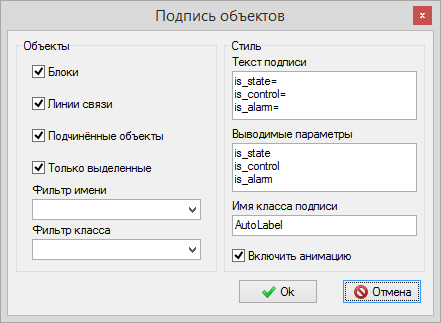 Подпись объектов
x
Объекты
Блоки
Линии связи
Подчинённые объекты
Только выделенные
Фильтр имени
Фильтр класса
Стиль
Текст подписи
is_state=
is_control=
is_alarm=
Выводимые параметры
is_state
is_control
is_alarm
Имя класса подписи
AutoLabel
Включить анимацию
Ok
Отмена